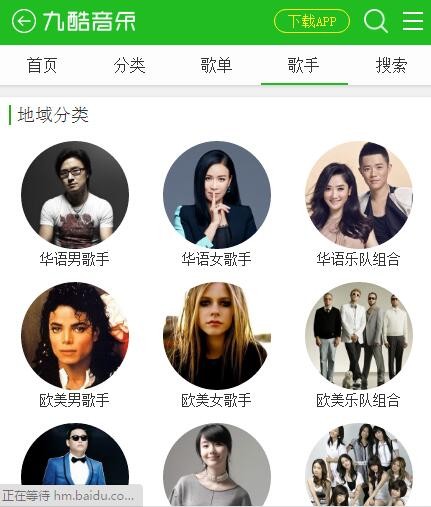 九酷音乐 下载APP
首页 分类 歌单 歌手 搜索
地域分类
华语男歌手 华语女歌手 华语乐队组合
欧美男歌手 欧美女歌手 欧美乐队组合
正在等待 hm.baidu.co...